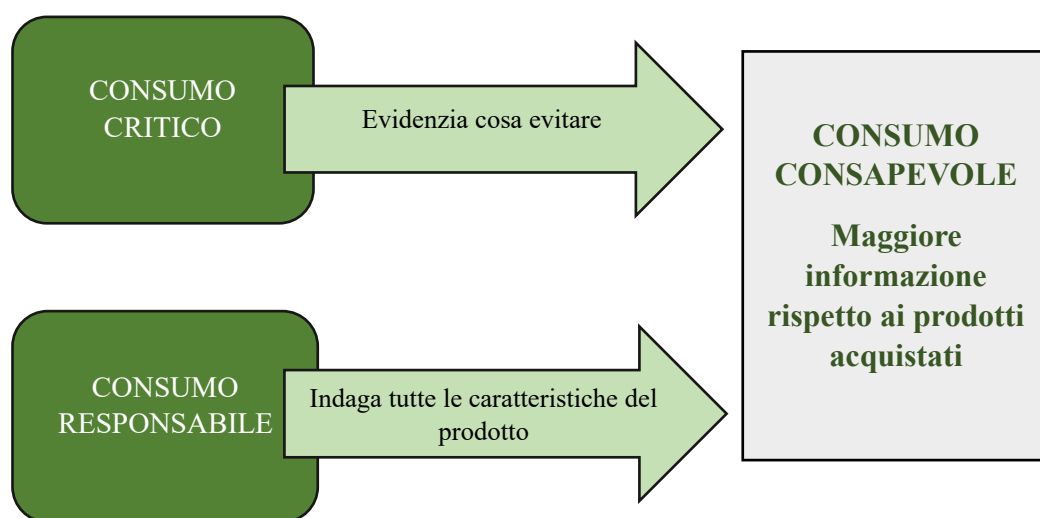 CONSUMO
CRITICO
Evidenzia cosa evitare
CONSUMO
RESPONSABILE
Indaga tutte le caratteristiche del
prodotto
CONSUMO
CONSAPEVOLE
Maggiore
informazione
rispetto ai prodotti
acquistati